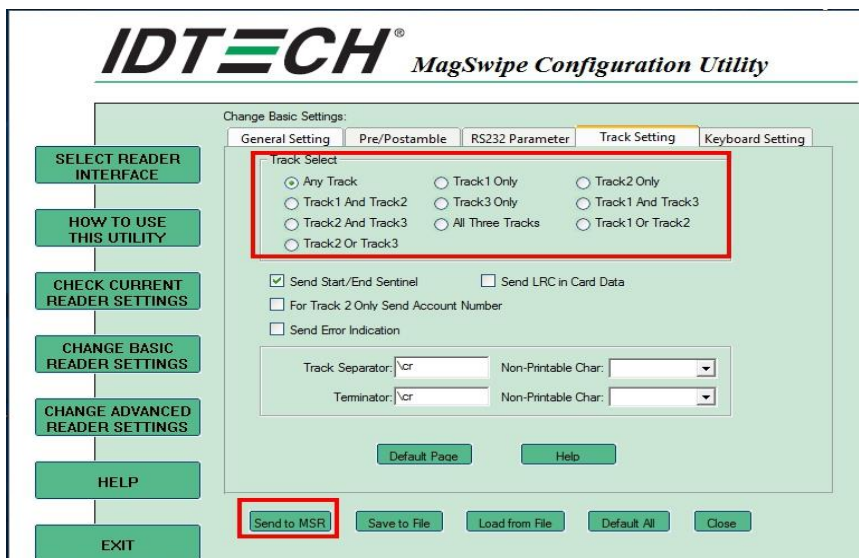 IDTECH®
MagSwipe Configuration Utility
Change Basic Settings:
General Setting Pre/Postamble RS232 Parameter Track Setting Keyboard Setting
SELECT READER
INTERFACE
HOW TO USE
THIS UTILITY
CHECK CURRENT
READER SETTINGS
CHANGE BASIC
READER SETTINGS
CHANGE ADVANCED
READER SETTINGS
HELP
EXIT
Track Select
Any Track Track1 Only Track2 Only
Track1 And Track2 Track3 Only Track1 And Track3
Track2 And Track3 All Three Tracks Track1 Or Track2
Track2 Or Track3
Send Start/End Sentinel Send LRC in Card Data
For Track 2 Only Send Account Number
Send Error Indication
Track Separator: \cr Non-Printable Char:
Terminator: \cr Non-Printable Char:
Default Page Help
Send to MSR Save to File Load from File Default All Close